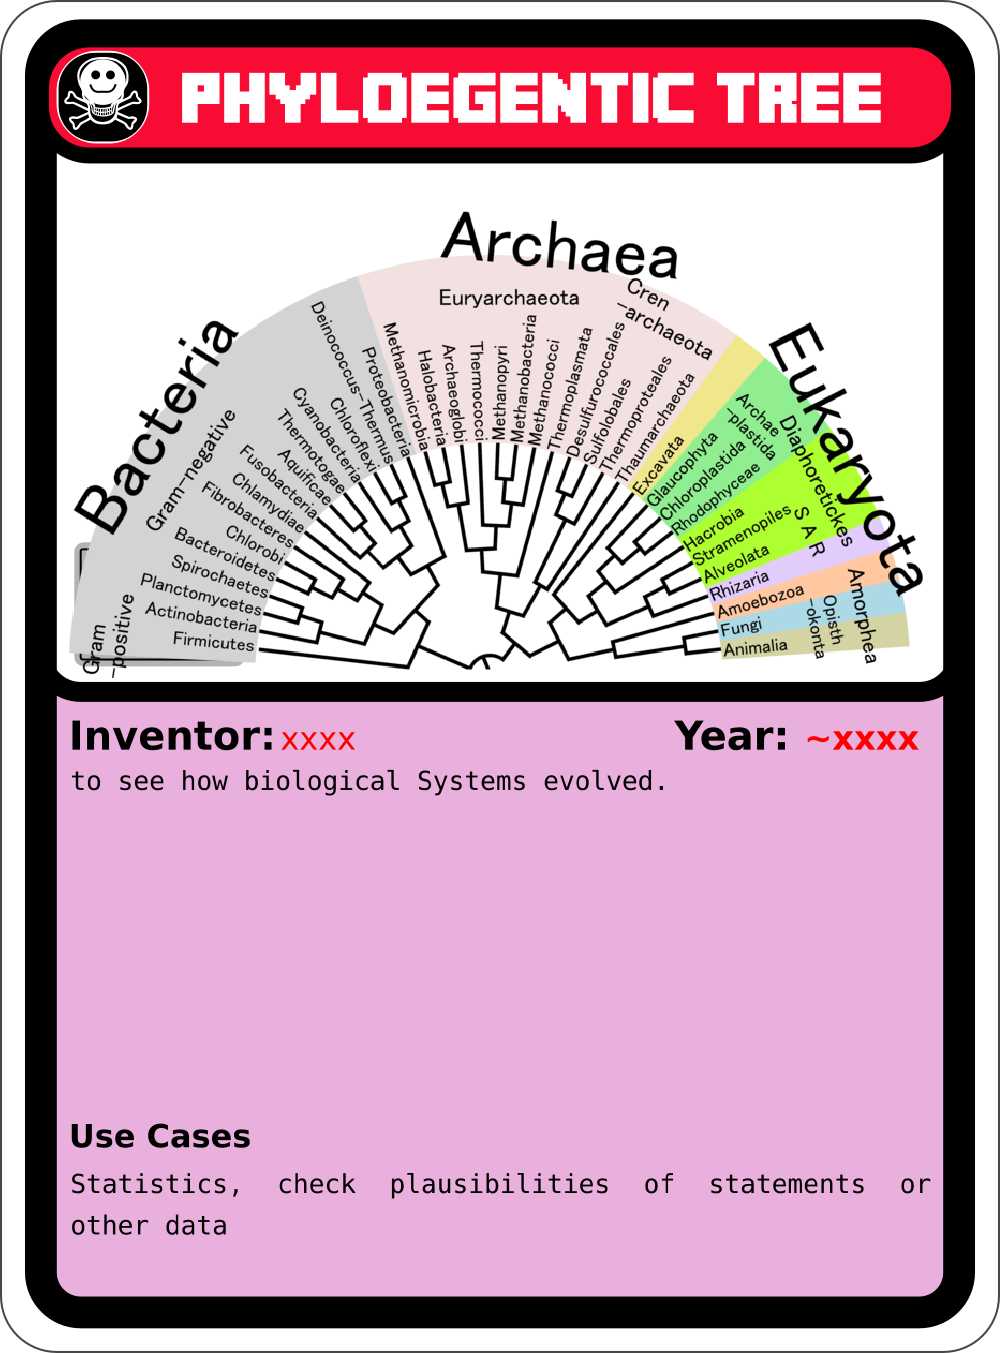 PHYLOEGENTIC TREE
Archaea
Bacteria
Eukaryota
Euryarchaeota
Cren
-archaeota
Gram-negative
Gram
-positive
Deinococcus-Thermus
Proteobacteria
Cyanobacteria
Chloroflexi
Thermotogae
Aquificae
Fusobacteria
Chlamydiae
Fibrobacteres
Chlorobi
Bacteroidetes
Spirochaetes
Planctomycetes
Actinobacteria
Firmicutes
Methanomicrobia
Halobacteria
Archaeoglobi
Thermococci
Methanopyri
Methanobacteria
Methanococci
Thermoplasmata
Desulfurococcales
Sulfolobales
Thermoproteales
Thaumarchaeota
Excavata
Archae
-plastida
Diaphoretickes
Glaucophyta
Chloroplastida
Rhodophyceae
Hacrobia
Stramenopiles
Alveolata
S A R
Rhizaria
Amoebozoa
Amorphea
Opisth
-okonta
Fungi
Animalia
Inventor: xxxx Year: ~xxxx
to see how biological Systems evolved.
Use Cases
Statistics, check plausibilities of statements or
other data